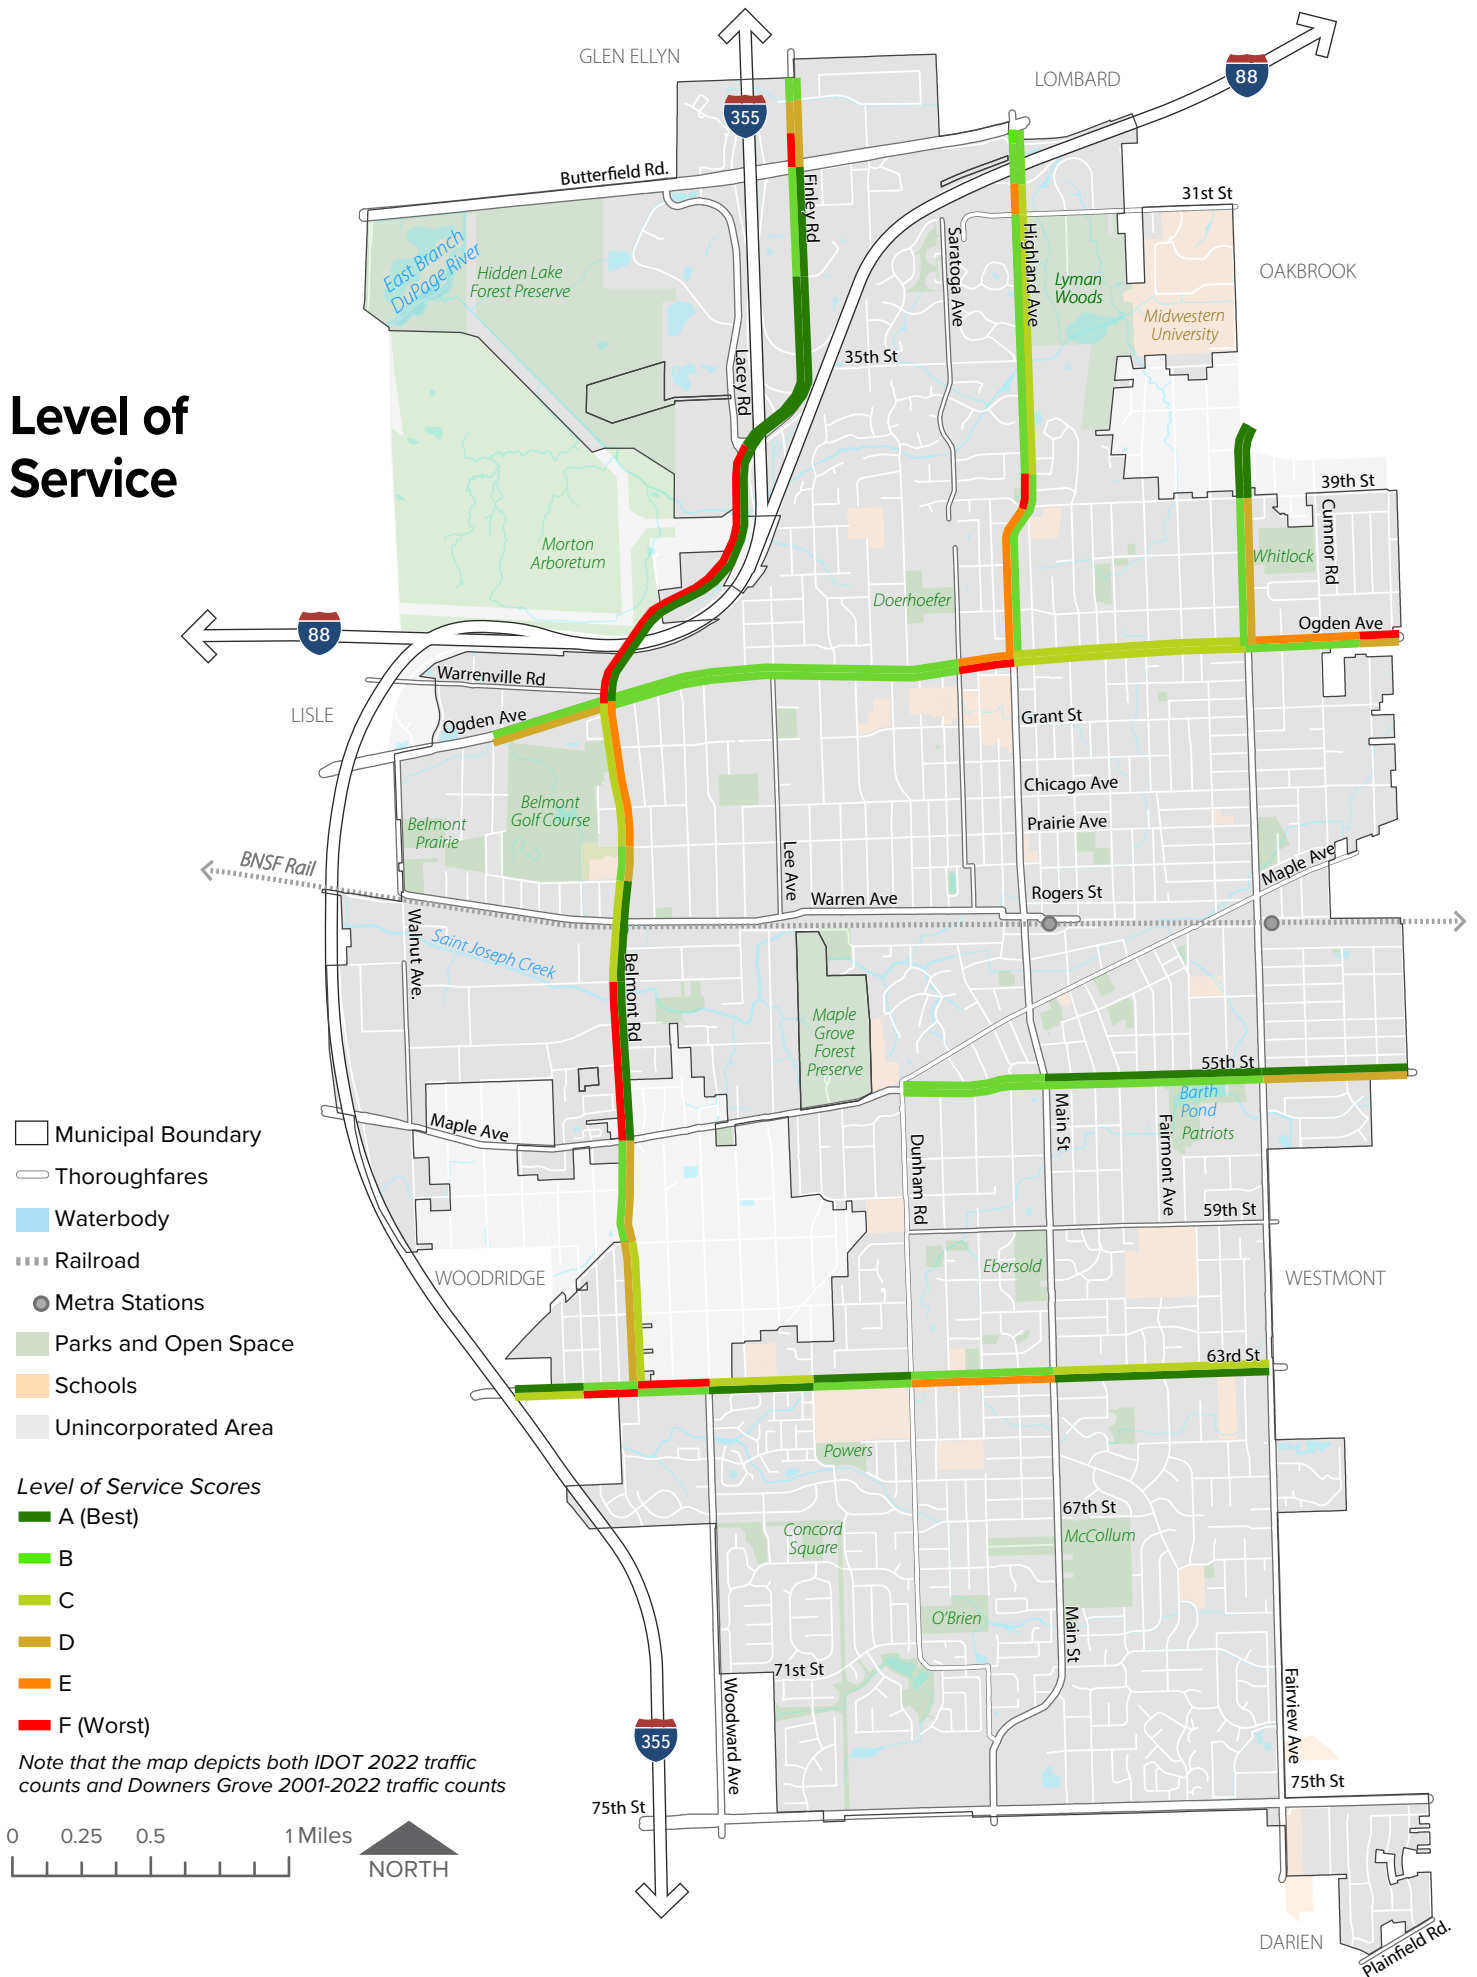 Level of
Service
GLEN ELLYN
LOMBARD
OAKBROOK
LISLE
WOODRIDGE
WESTMONT
DARIEN
355
88
88
355
Butterfield Rd.
Finley Rd
31st St
Saratoga Ave
Highland Ave
East Branch
DuPage River
Hidden Lake
Forest Preserve
Lyman
Woods
Midwestern
University
Lacey Rd
35th St
39th St
Cumnor Rd
Whitlock
Morton
Arboretum
Doerhoefer
Ogden Ave
Warrenville Rd
Ogden Ave
Grant St
Chicago Ave
Prairie Ave
Belmont
Golf Course
Belmont
Prairie
BNSF Rail
Lee Ave
Maple Ave
Warren Ave
Rogers St
Walnut Ave.
Saint Joseph Creek
Belmont Rd
Maple
Grove
Forest
Preserve
55th St
Barth
Pond
Patriots
Maple Ave
Dunham Rd
Main St
Fairmont Ave
59th St
Ebersold
63rd St
Powers
67th St
McCollum
Concord
Square
O'Brien
Main St
71st St
Woodward Ave
Fairview Ave
75th St
75th St
Plainfield Rd.
Municipal Boundary
Thoroughfares
Waterbody
Railroad
Metra Stations
Parks and Open Space
Schools
Unincorporated Area
Level of Service Scores
A (Best)
B
C
D
E
F (Worst)
Note that the map depicts both IDOT 2022 traffic
counts and Downers Grove 2001-2022 traffic counts
0 0.25 0.5 1 Miles
NORTH